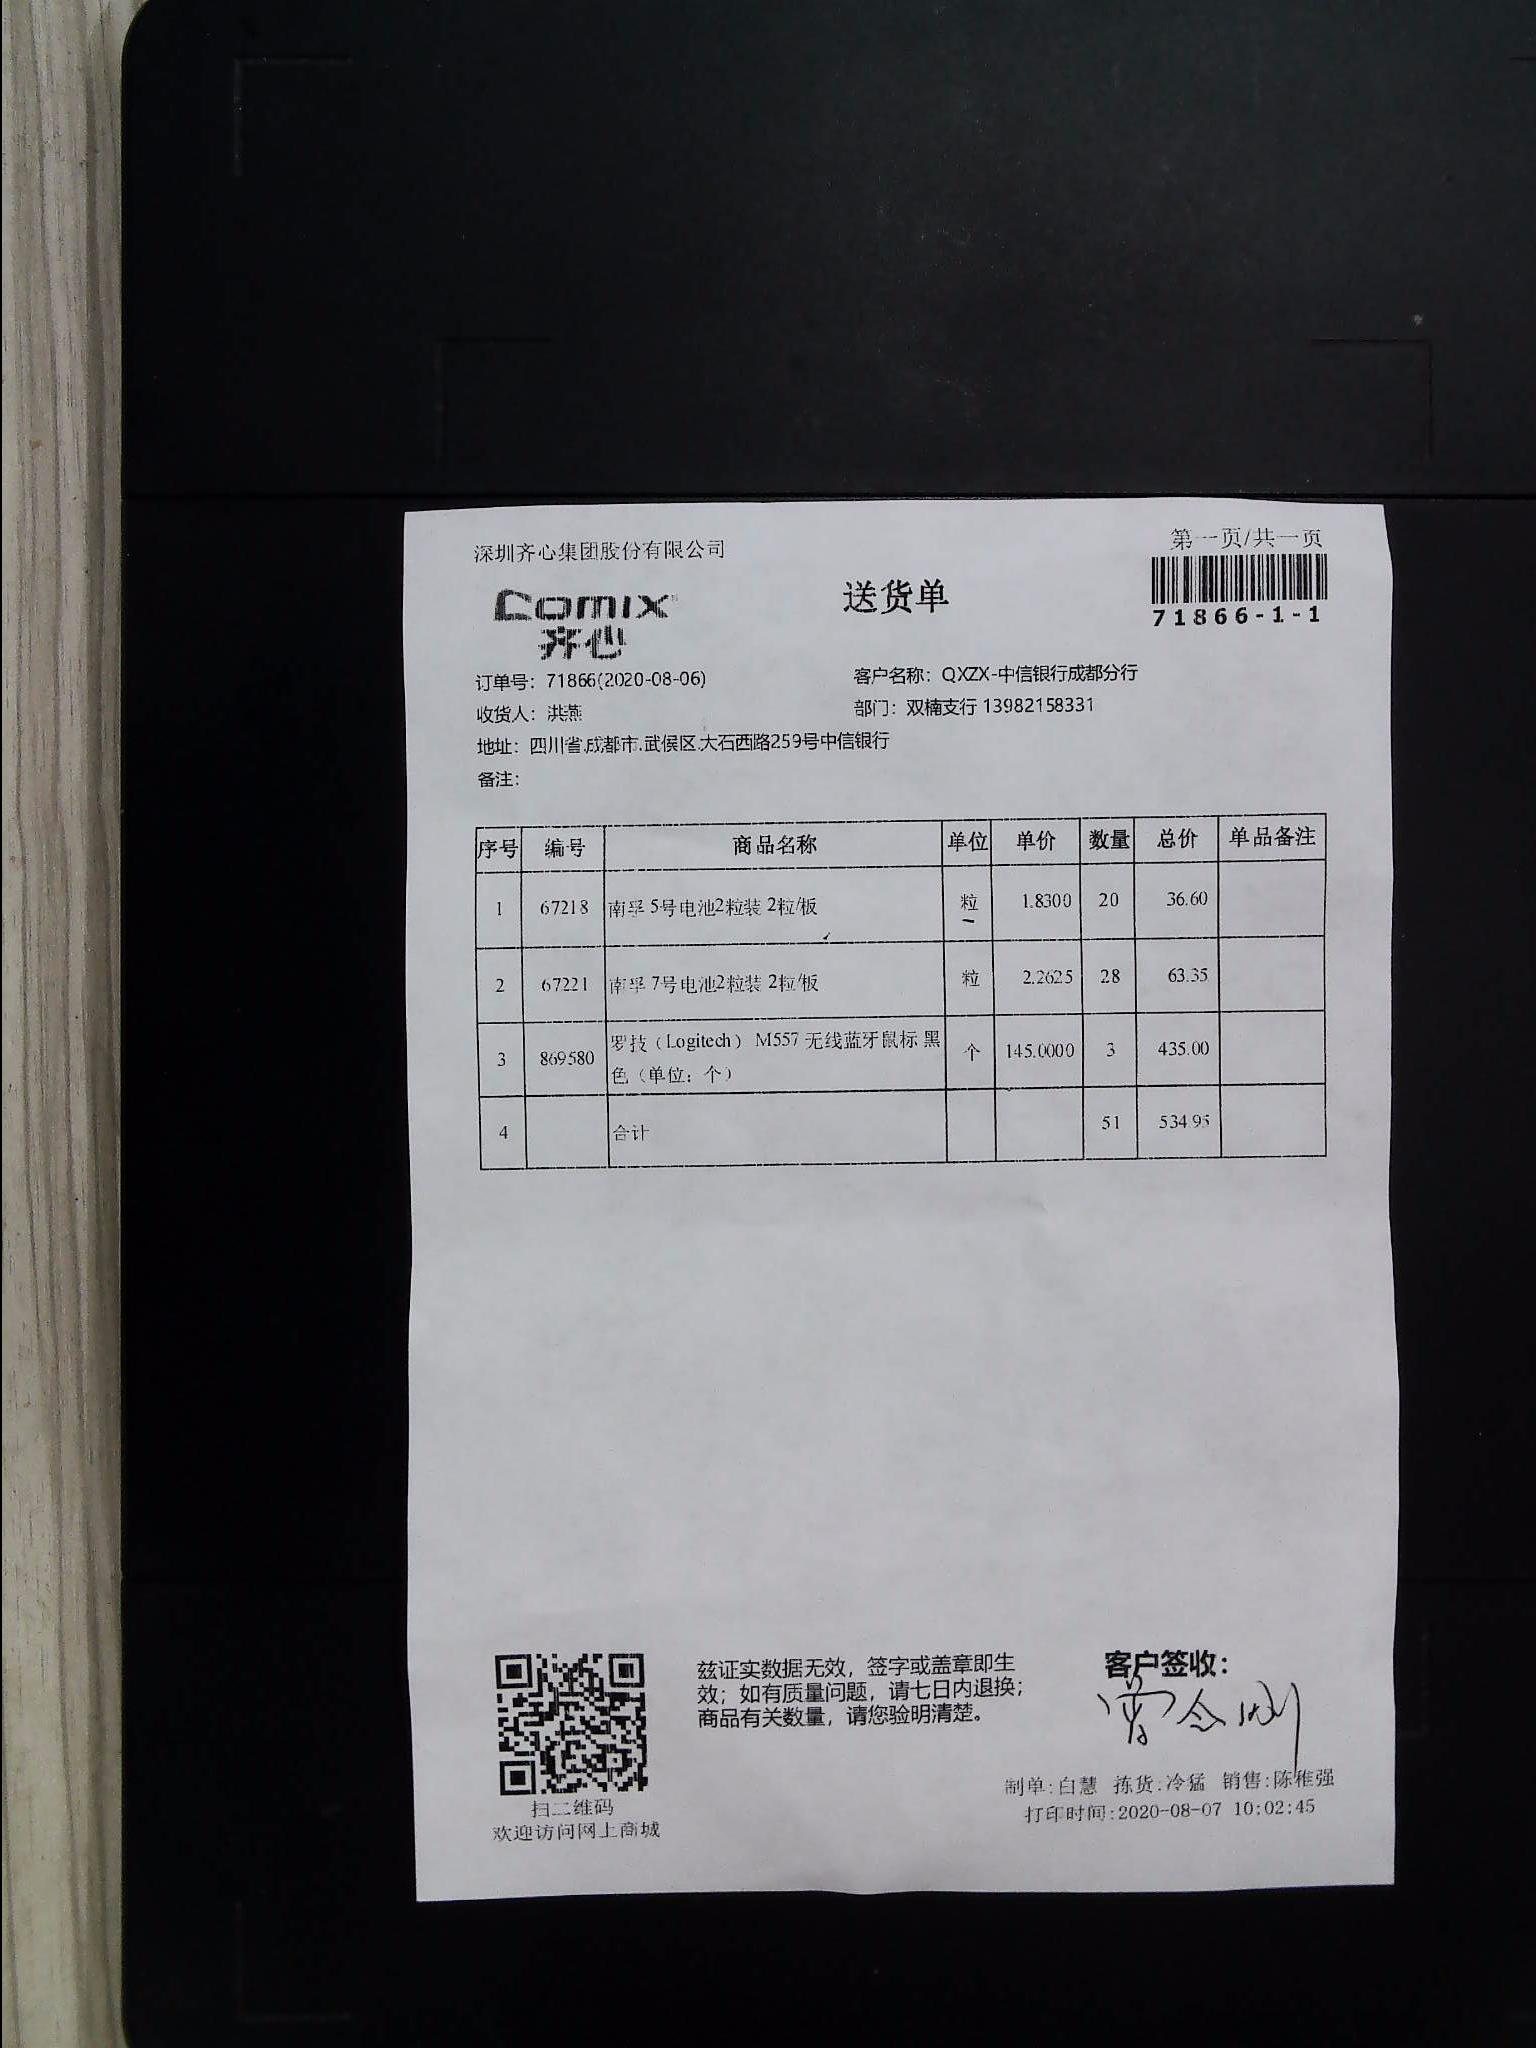 深圳齐心集团股份有限公司
第一页/共一页
comix
齐心
送货单
71866-1-1
订单号：71866(2020-08-06) 客户名称：QXZX-中信银行成都分行
收货人：洪燕 部门：双楠支行 13982158331
地址：四川省.成都市.武侯区.大石西路259号中信银行
备注：
序号 编号 商品名称 单位 单价 数量 总价 单品备注
1 67218 南孚 5号电池2粒装 2粒/板 粒 1.8300 20 36.60
2 67221 南孚 7号电池2粒装 2粒/板 粒 2.2625 28 63.35
3 869580 罗技（Logitech） M557 无线蓝牙鼠标 黑 个 145.0000 3 435.00
色（单位：个）
4 合计 51 534.95
兹证实数据无效，签字或盖章即生
效；如有质量问题，请七日内退换；
商品有关数量，请您验明清楚。
客户签收：
制单:白慧 拣货:冷猛 销售:陈稚强
打印时间:2020-08-07 10:02:45
扫二维码
欢迎访问网上商城